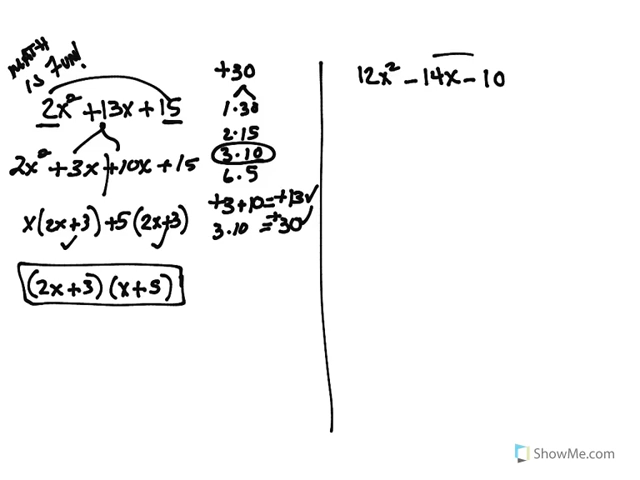 MATH
IS FUN!
2x² + 13x + 15
2x² + 3x + 10x + 15
x(2x+3) + 5(2x+3)
(2x+3)(x+5)
+30
1·30
2·15
3·10
6·5
+3+10=+13✓
3·10 =+30✓
12x² - 14x - 10
ShowMe.com